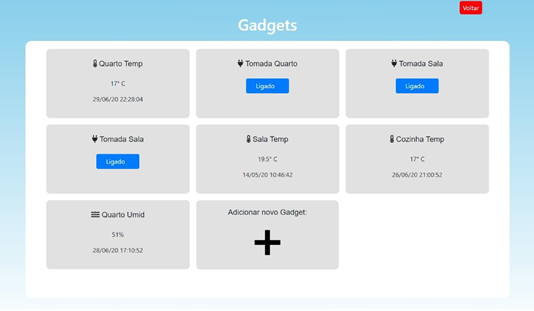 Voltar
Gadgets
Quarto Temp
17° C
29/06/20 22:28:04
Tomada Quarto
Ligado
Tomada Sala
Ligado
Tomada Sala
Ligado
Sala Temp
19.5° C
14/05/20 10:46:42
Cozinha Temp
17° C
26/06/20 21:00:52
Quarto Umid
51%
28/06/20 17:10:52
Adicionar novo Gadget: